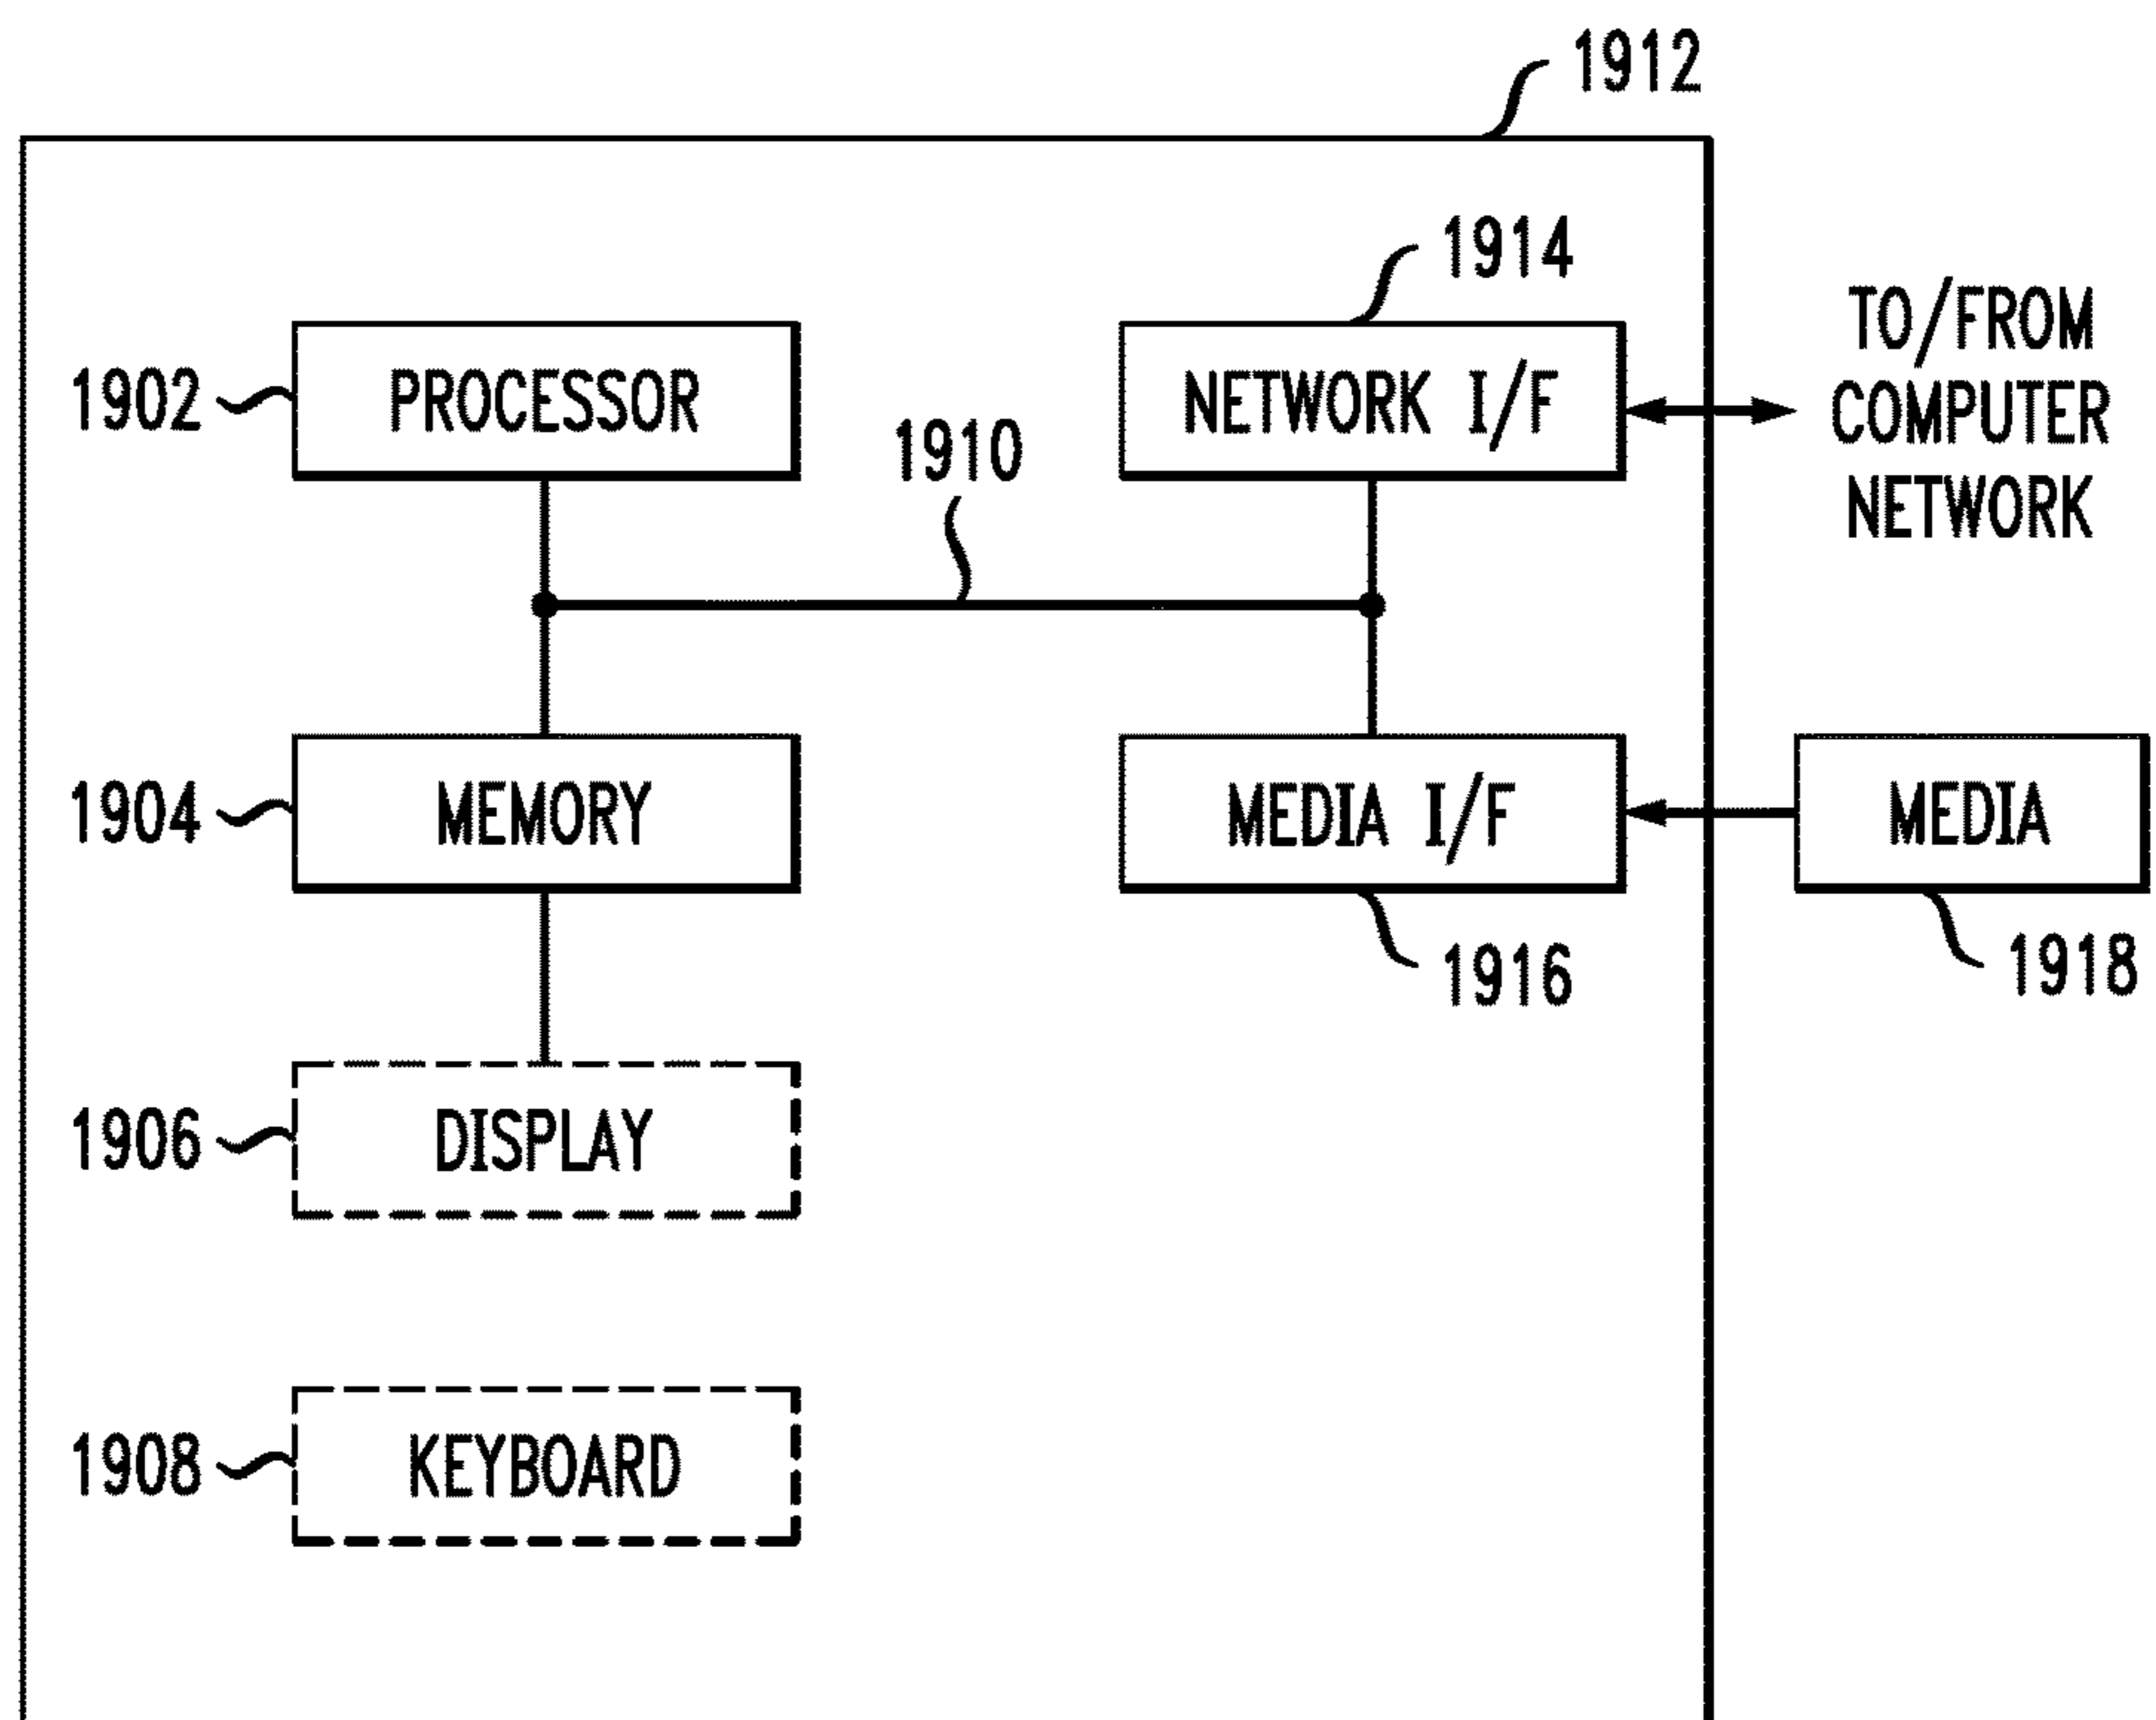 1912
1914
TO/FROM
COMPUTER
NETWORK
1902
PROCESSOR
NETWORK I/F
1910
1904
MEMORY
MEDIA I/F
MEDIA
1916
1918
1906
DISPLAY
1908
KEYBOARD